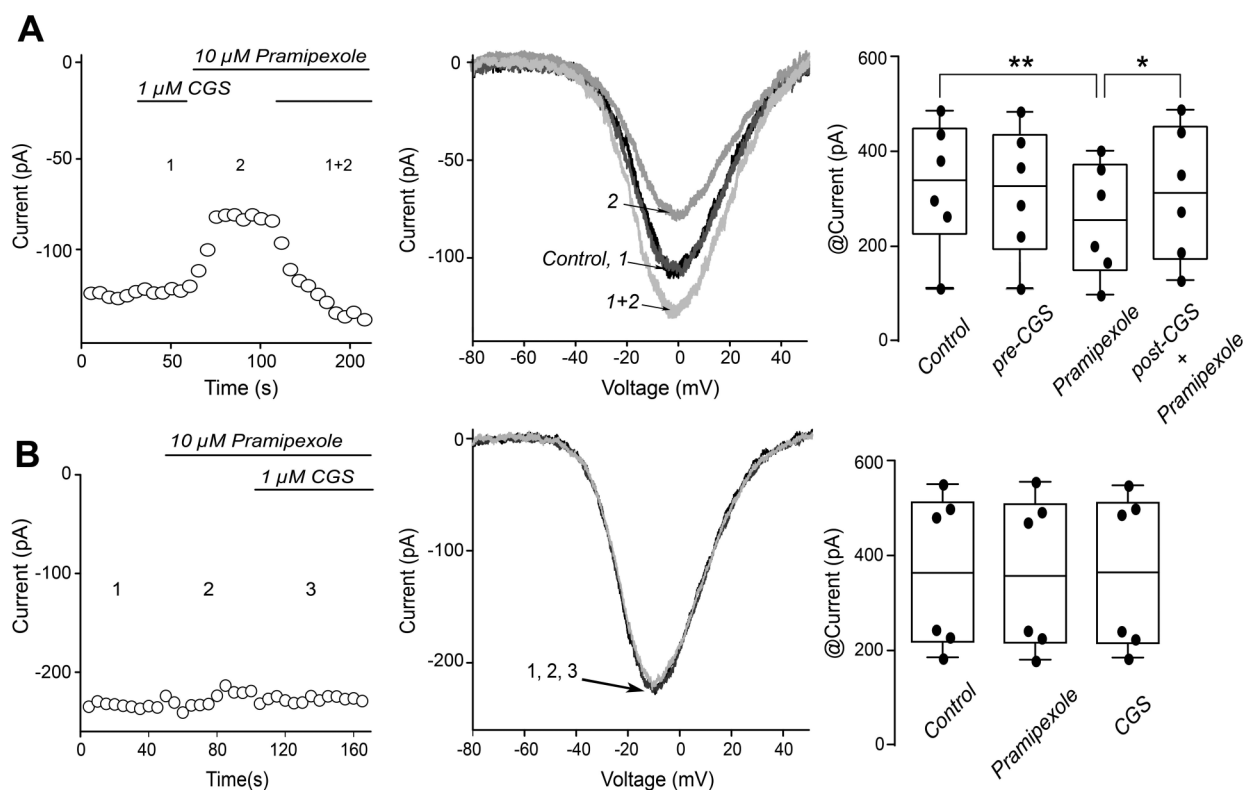 A
10 µM Pramipexole
1 µM CGS
1
2
1+2
0
-50
-100
Current (pA)
0
50
100
200
Time (s)
0
-50
-100
Current (pA)
2
Control, 1
1+2
-80
-60
-40
-20
0
20
40
Voltage (mV)
**
*
600
400
200
0
@Current (pA)
Control
pre-CGS
Pramipexole
post-CGS
+
Pramipexole
B
10 µM Pramipexole
1 µM CGS
1
2
3
0
-100
-200
Current (pA)
0
40
80
120
160
Time(s)
0
-100
-200
Current (pA)
1, 2, 3
-80
-60
-40
-20
0
20
40
Voltage (mV)
600
400
200
0
@Current (pA)
Control
Pramipexole
CGS